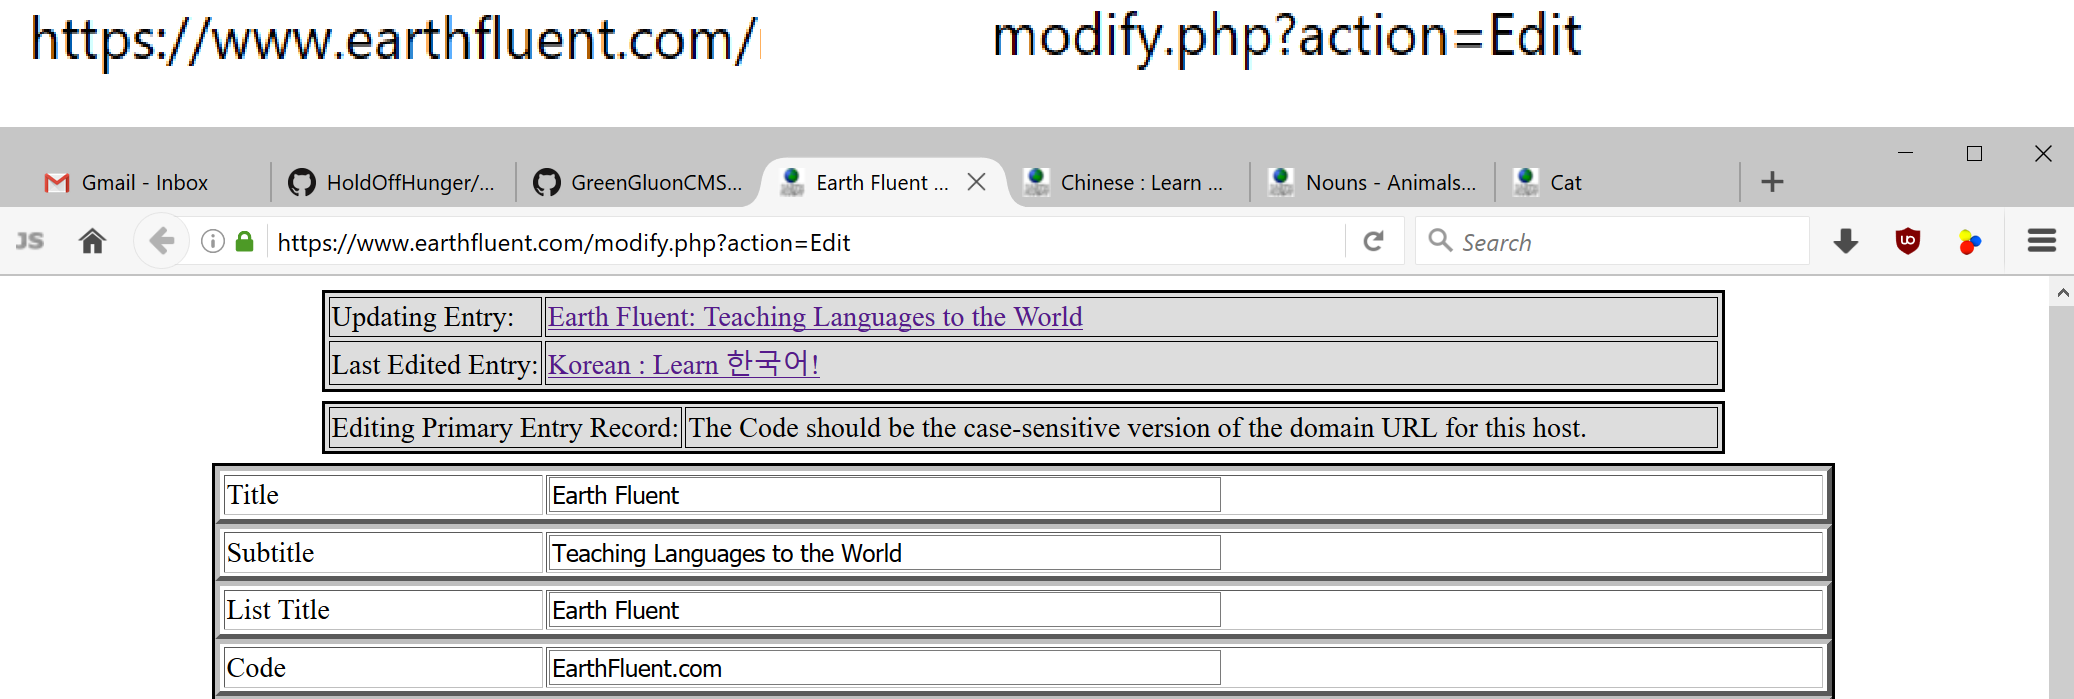 https://www.earthfluent.com/ modify.php?action=Edit
Gmail - Inbox HoldOffHunger/... GreenGluonCMS... Earth Fluent ... Chinese : Learn ... Nouns - Animals... Cat
JS https://www.earthfluent.com/modify.php?action=Edit Search
Updating Entry: Earth Fluent: Teaching Languages to the World
Last Edited Entry: Korean : Learn 한국어!
Editing Primary Entry Record: The Code should be the case-sensitive version of the domain URL for this host.
Title Earth Fluent
Subtitle Teaching Languages to the World
List Title Earth Fluent
Code EarthFluent.com